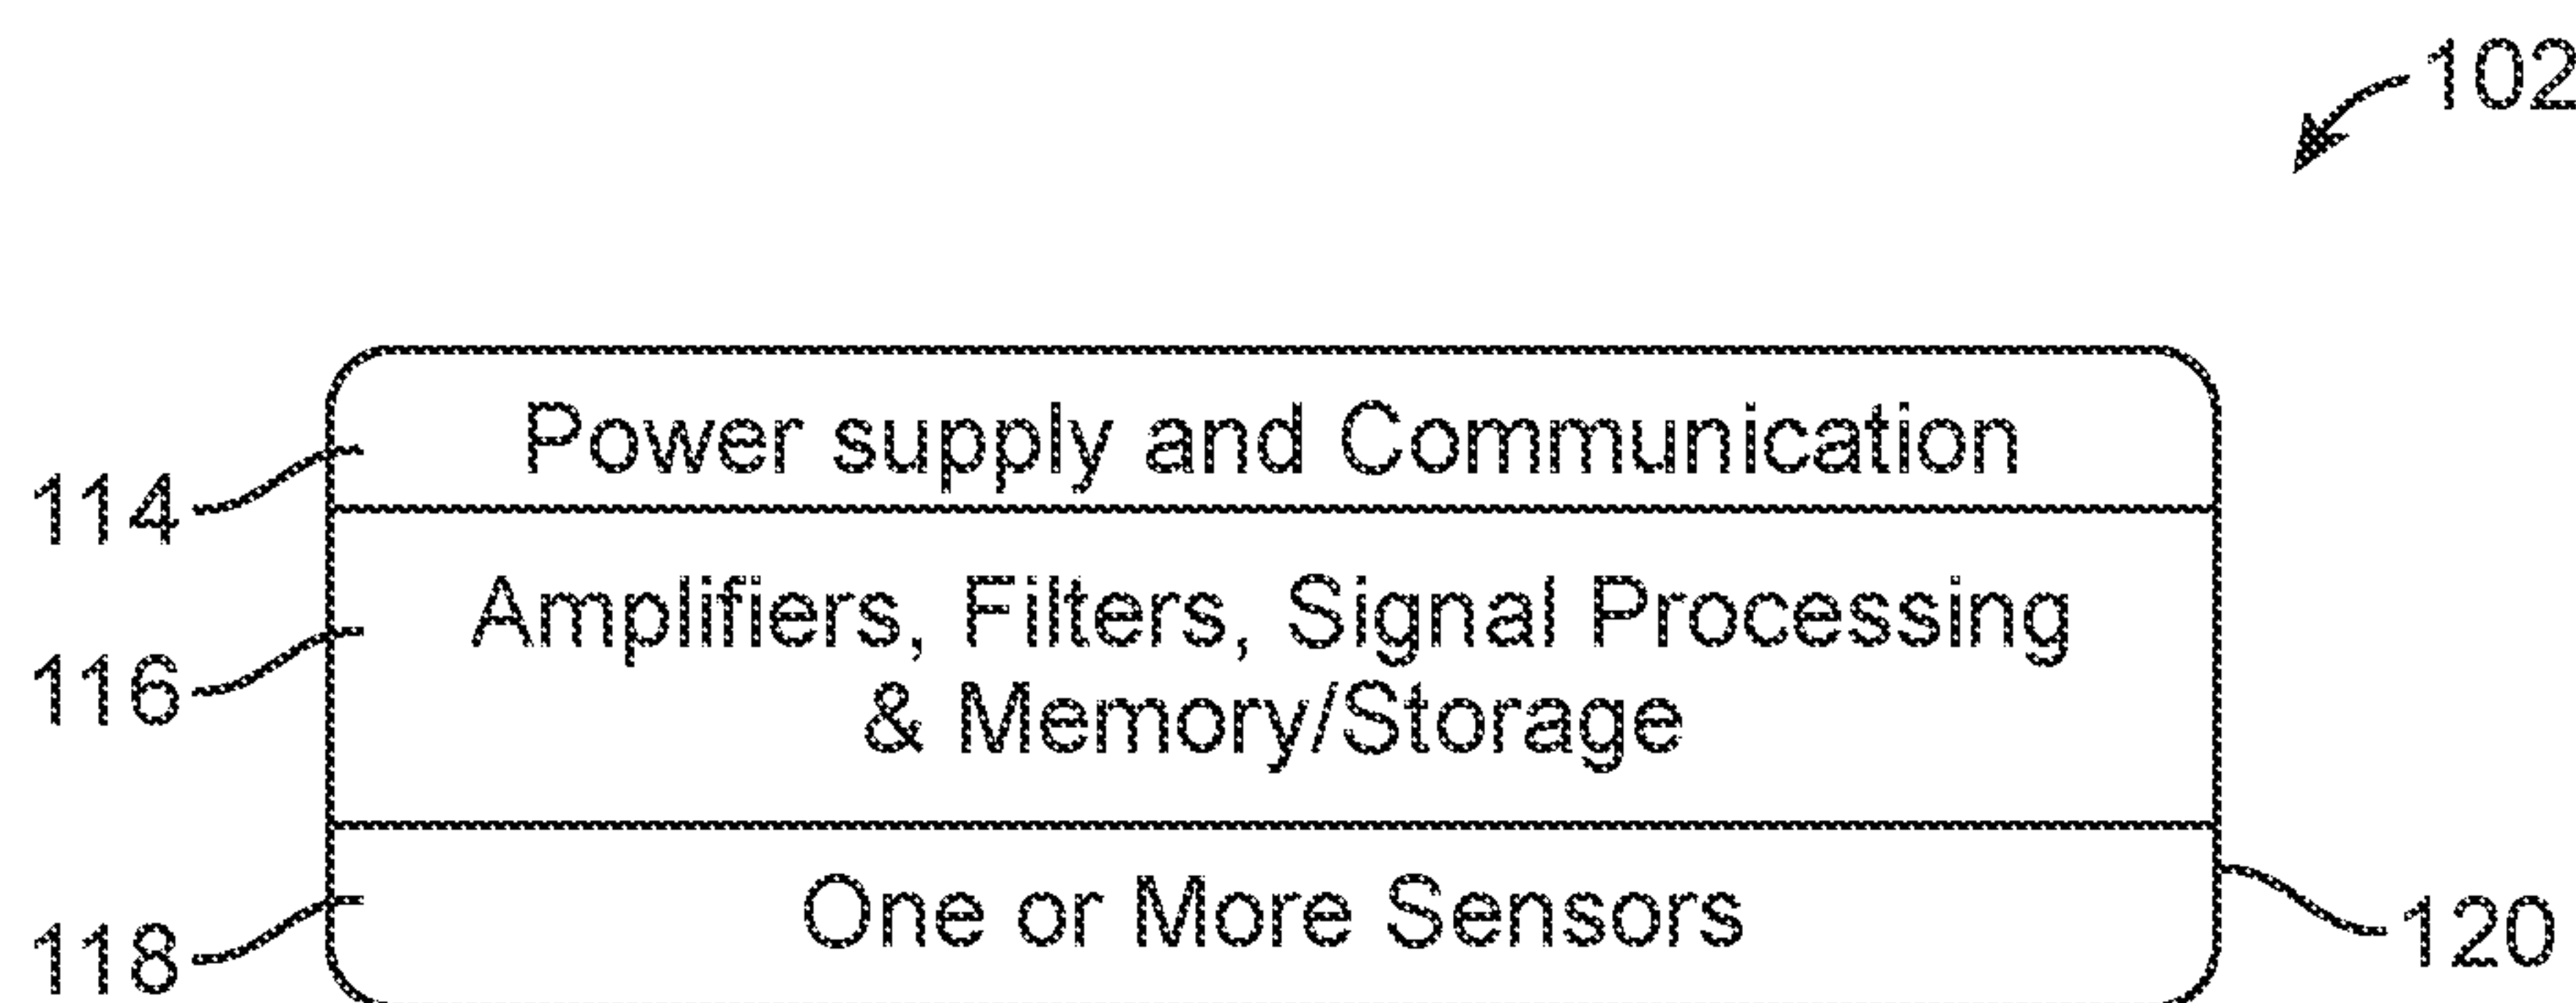 102
Power supply and Communication
114
Amplifiers, Filters, Signal Processing
& Memory/Storage
116
One or More Sensors
118
120